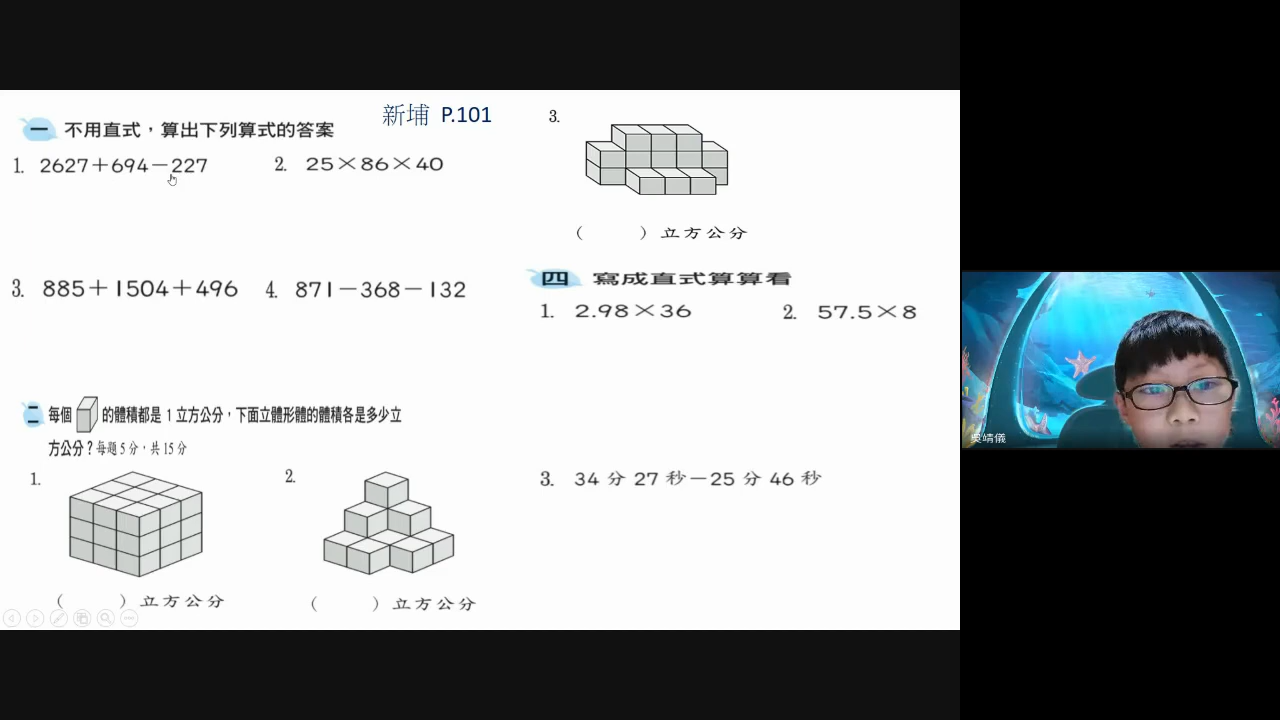 新埔 P.101
一 不用直式，算出下列算式的答案
1. 2627＋694－227
2. 25×86×40
3. 885＋1504＋496
4. 871－368－132
二 每個 的體積都是 1 立方公分，下面立體形體的體積各是多少立
方公分？每題 5 分，共 15 分
1.
（ ）立方公分
2.
（ ）立方公分
3.
（ ）立方公分
四 寫成直式算算看
1. 2.98×36
2. 57.5×8
3. 34 分 27 秒－25 分 46 秒
吳靖儀